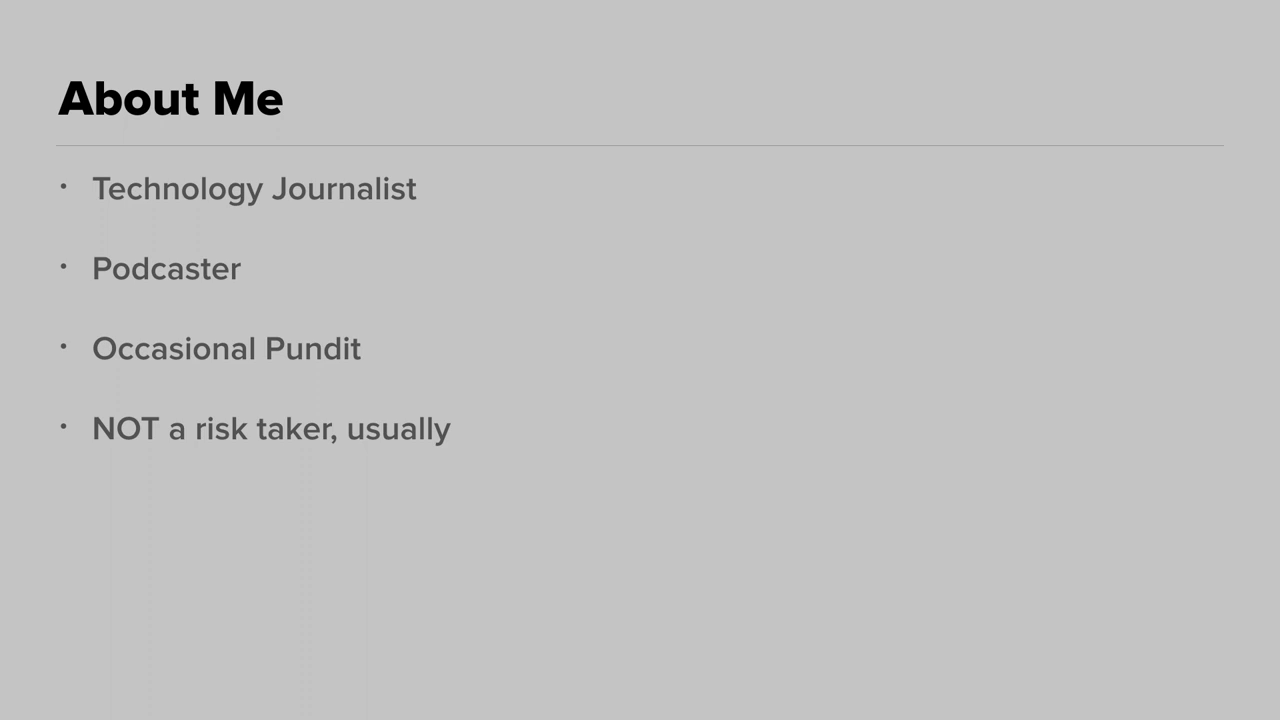 About Me
• Technology Journalist
• Podcaster
• Occasional Pundit
• NOT a risk taker, usually